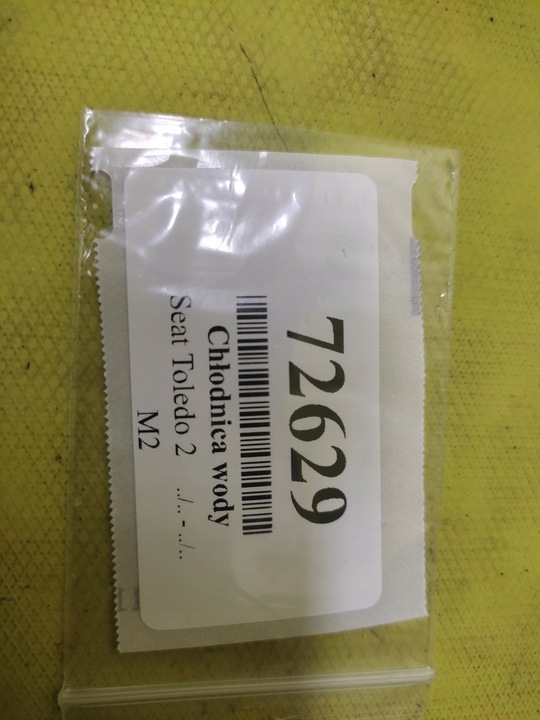 72629
Chłodnica wody
Seat Toledo 2 ../.. - ../..
M2